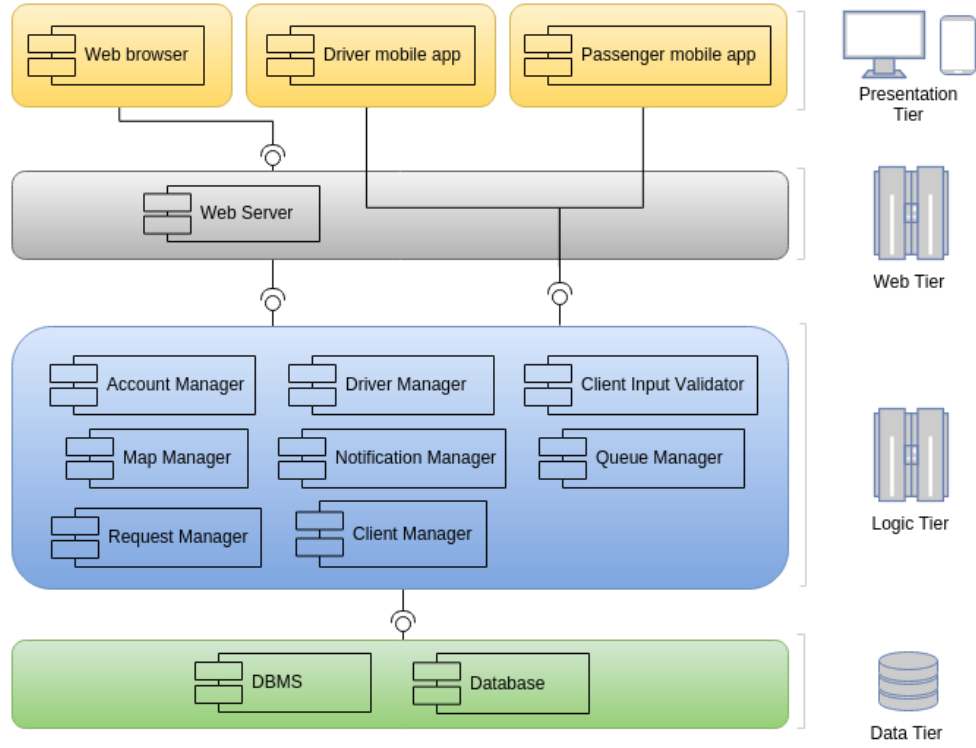 Web browser
Driver mobile app
Passenger mobile app
Presentation
Tier
Web Server
Web Tier
Account Manager
Driver Manager
Client Input Validator
Map Manager
Notification Manager
Queue Manager
Request Manager
Client Manager
Logic Tier
DBMS
Database
Data Tier